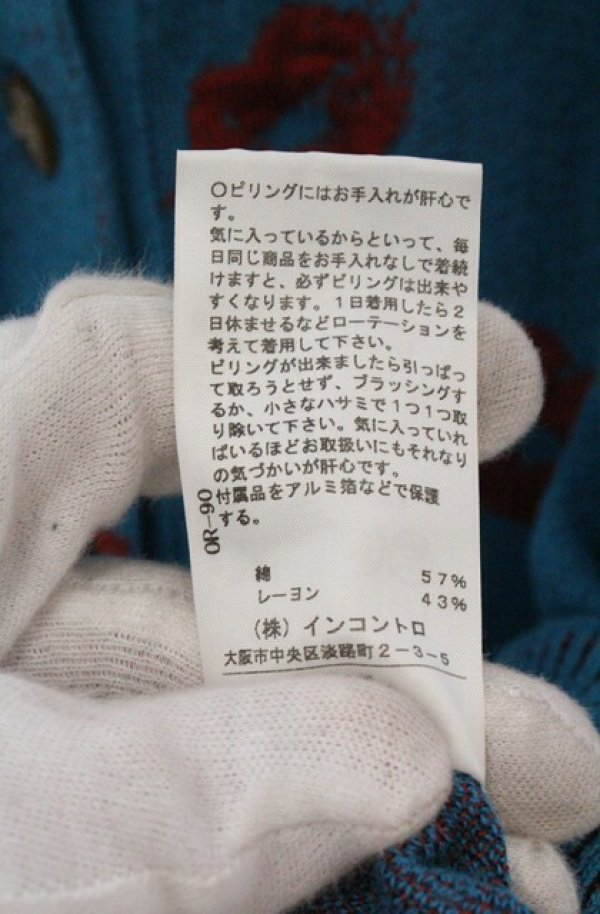 ○ピリングにはお手入れが肝心で
す。
気に入っているからといって、毎
日同じ商品をお手入れなしで着続
けますと、必ずピリングは出来や
すくなります。１日着用したら２
日休ませるなどローテーションを
考えて着用して下さい。
ピリングが出来ましたら引っぱっ
て取ろうとせず、ブラッシングす
るか、小さなハサミで１つ１つ取
り除いて下さい。気に入っていれ
ばいるほどお取扱いにもそれなり
の気づかいが肝心です。
付属品をアルミ箔などで保護
する。
OR-90
綿 57%
レーヨン 43%
（株）インコントロ
大阪市中央区淡路町２－３－５